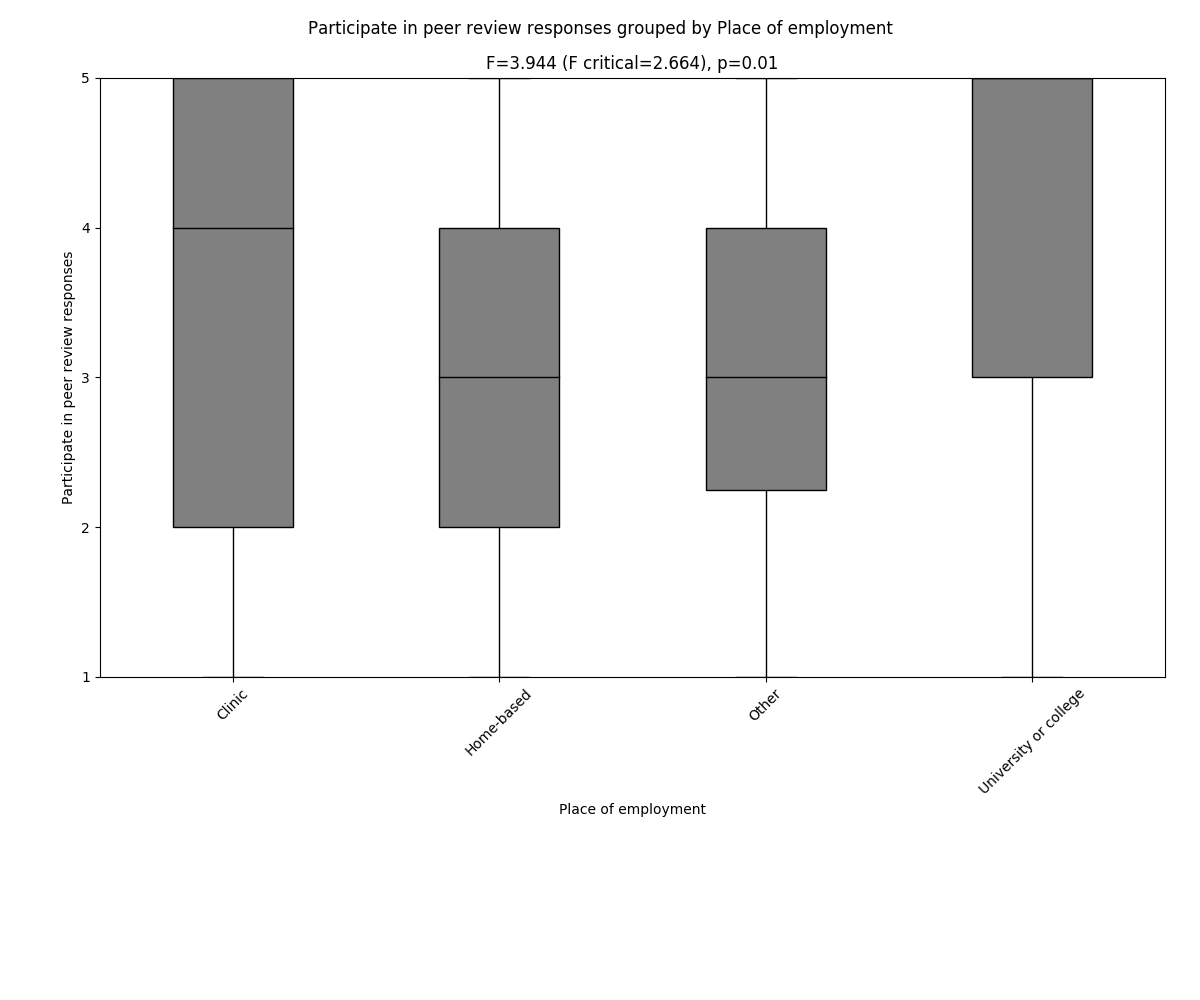 Participate in peer review responses grouped by Place of employment
F=3.944 (F critical=2.664), p=0.01
Participate in peer review responses
5
4
3
2
1
Clinic
Home-based
Other
University or college
Place of employment